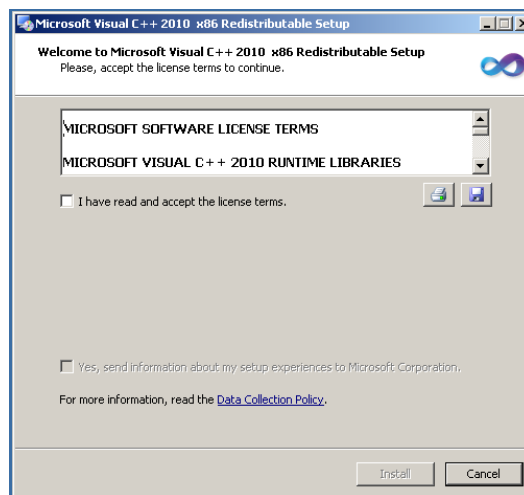 Microsoft Visual C++ 2010  x86 Redistributable Setup
Welcome to Microsoft Visual C++ 2010  x86 Redistributable Setup
Please, accept the license terms to continue.
MICROSOFT SOFTWARE LICENSE TERMS
MICROSOFT VISUAL C++ 2010 RUNTIME LIBRARIES
I have read and accept the license terms.
Yes, send information about my setup experiences to Microsoft Corporation.
For more information, read the Data Collection Policy.
Install Cancel